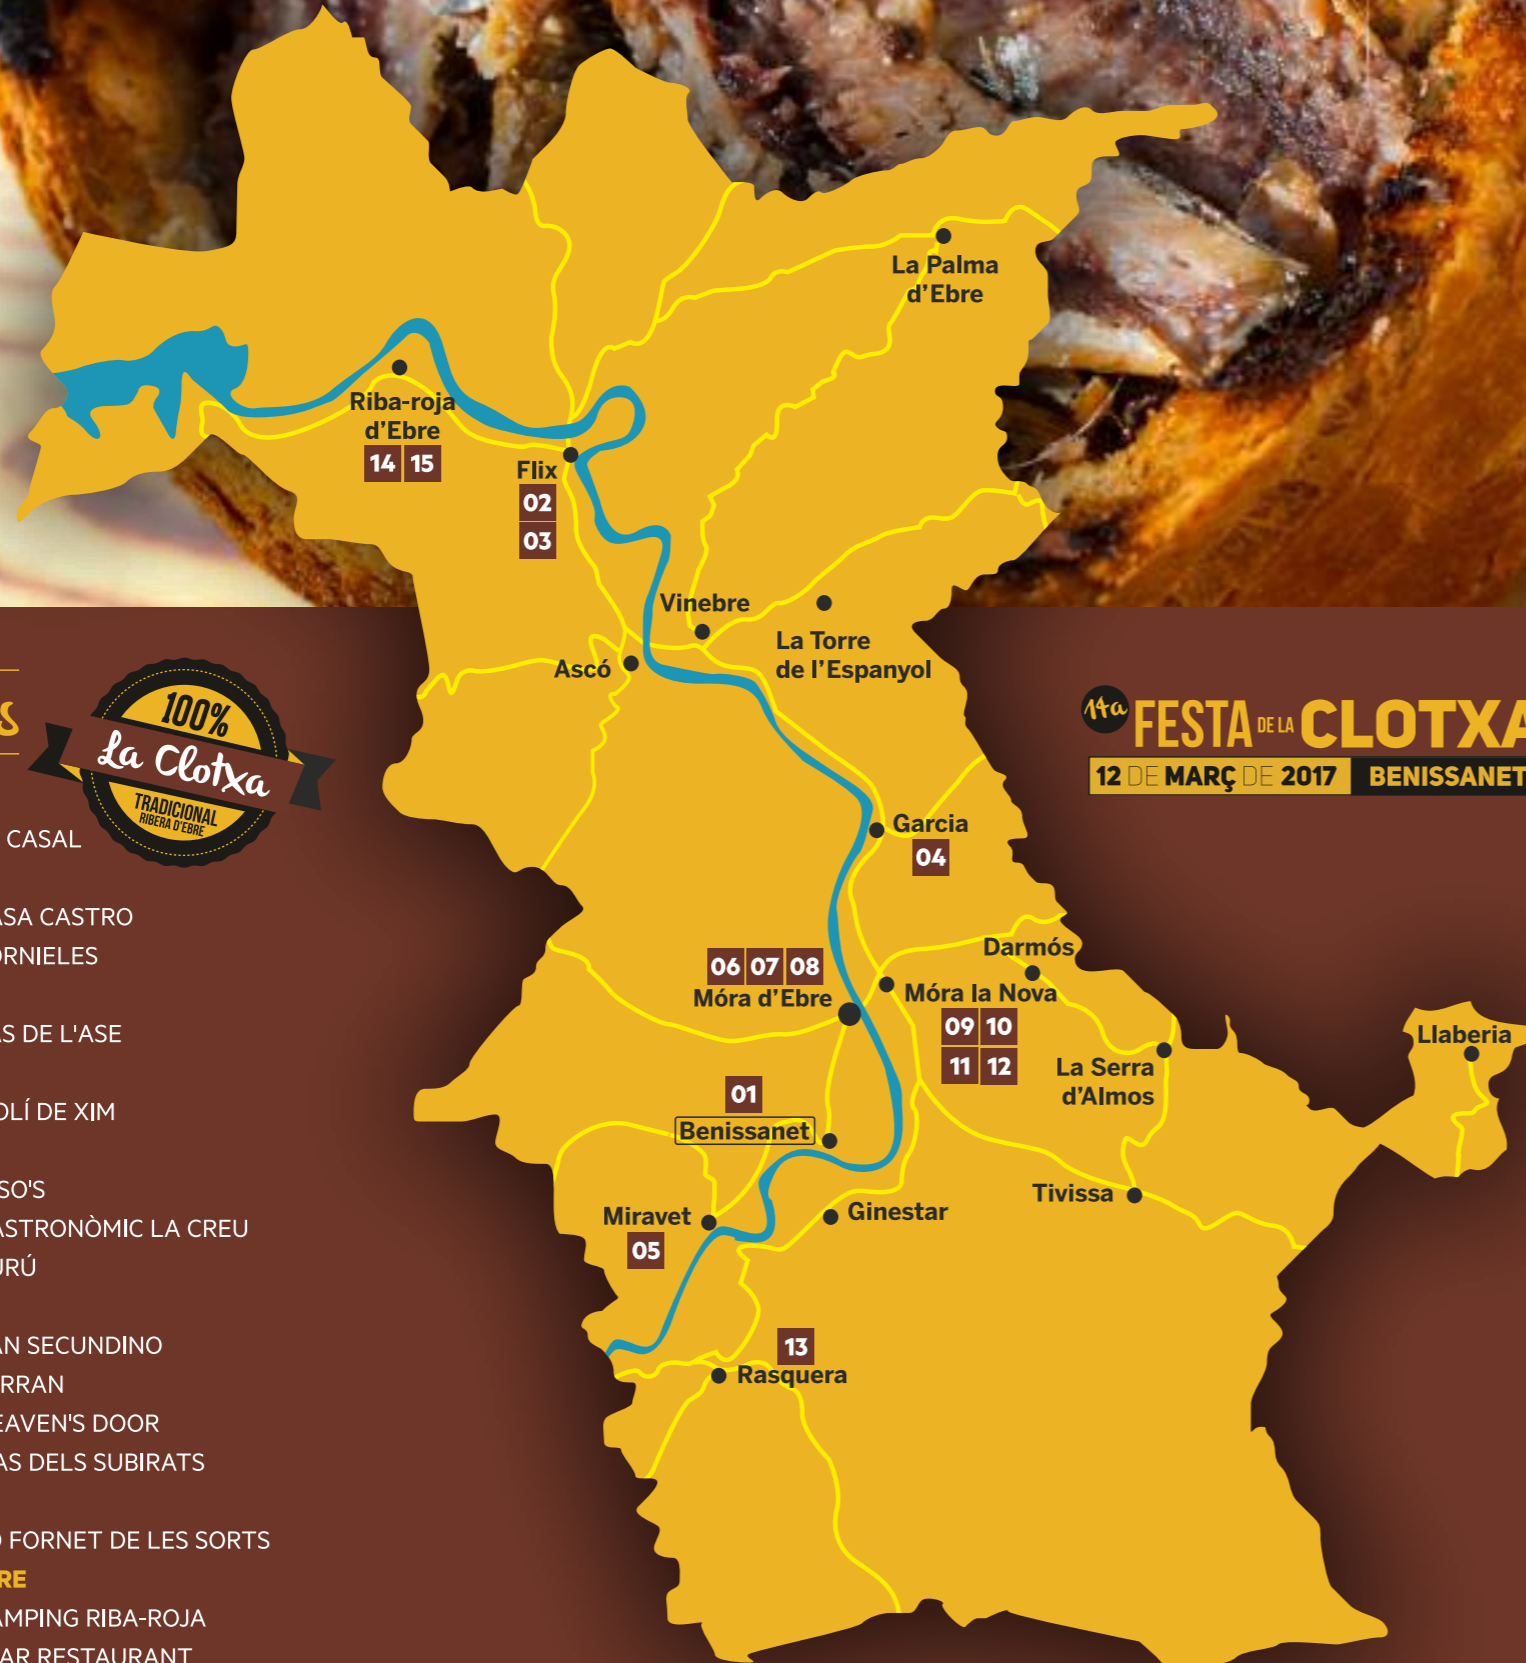 La Palma
d'Ebre
Riba-roja
d'Ebre
14 15
Flix
02
03
Vinebre
La Torre
de l'Espanyol
Ascó
100%
La Clotxa
TRADICIONAL
RIBERA D'EBRE
14a FESTA DE LA CLOTXA
12 DE MARÇ DE 2017 BENISSANET
CASAL
Garcia
04
ASA CASTRO
ORNIELES
06 07 08
Móra d'Ebre
Darmós
Móra la Nova
09 10
11 12
AS DE L'ASE
La Serra
d'Almos
Llaberia
01
Benissanet
OLÍ DE XIM
SO'S
Tivissa
Miravet
05
Ginestar
ASTRONÒMIC LA CREU
URÚ
13
Rasquera
AN SECUNDINO
ERRAN
EAVEN'S DOOR
AS DELS SUBIRATS
O FORNET DE LES SORTS
RE
AMPING RIBA-ROJA
AR RESTAURANT